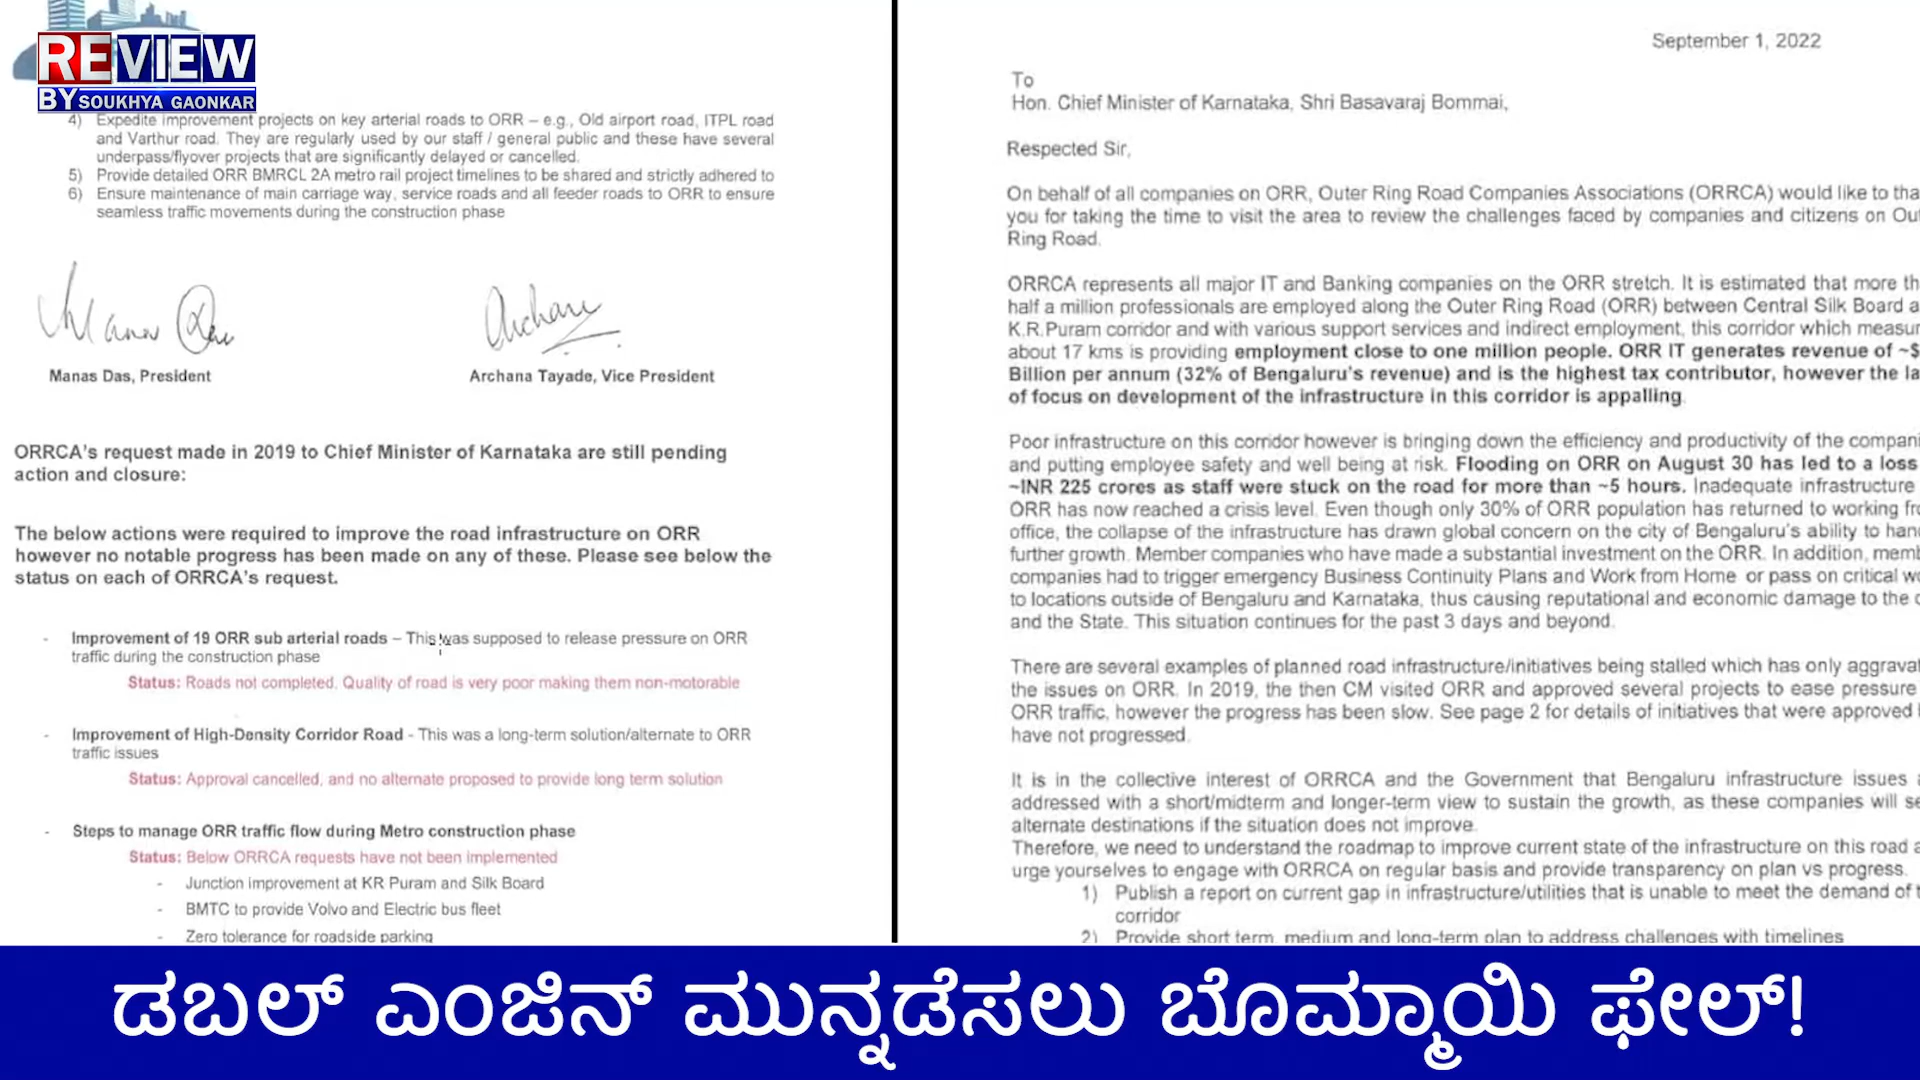 REVIEW
BY SOUKHYA GAONKAR
4) Expedite improvement projects on key arterial roads to ORR – e.g., Old airport road, ITPL road
and Varthur road. They are regularly used by our staff / general public and these have several
underpass/flyover projects that are significantly delayed or cancelled.
5) Provide detailed ORR BMRCL 2A metro rail project timelines to be shared and strictly adhered to
6) Ensure maintenance of main carriage way, service roads and all feeder roads to ORR to ensure
seamless traffic movements during the construction phase
Manas Das, President
Archana Tayade, Vice President
ORRCA's request made in 2019 to Chief Minister of Karnataka are still pending
action and closure:
The below actions were required to improve the road infrastructure on ORR
however no notable progress has been made on any of these. Please see below the
status on each of ORRCA's request.
- Improvement of 19 ORR sub arterial roads – This was supposed to release pressure on ORR
traffic during the construction phase
Status: Roads not completed, Quality of road is very poor making them non-motorable
- Improvement of High-Density Corridor Road - This was a long-term solution/alternate to ORR
traffic issues
Status: Approval cancelled, and no alternate proposed to provide long term solution
- Steps to manage ORR traffic flow during Metro construction phase
Status: Below ORRCA requests have not been implemented
- Junction improvement at KR Puram and Silk Board
- BMTC to provide Volvo and Electric bus fleet
- Zero tolerance for roadside parking
September 1, 2022
To
Hon. Chief Minister of Karnataka, Shri Basavaraj Bommai,
Respected Sir,
On behalf of all companies on ORR, Outer Ring Road Companies Associations (ORRCA) would like to tha
you for taking the time to visit the area to review the challenges faced by companies and citizens on Out
Ring Road.
ORRCA represents all major IT and Banking companies on the ORR stretch. It is estimated that more th
half a million professionals are employed along the Outer Ring Road (ORR) between Central Silk Board a
K.R.Puram corridor and with various support services and indirect employment, this corridor which measur
about 17 kms is providing employment close to one million people. ORR IT generates revenue of ~$
Billion per annum (32% of Bengaluru's revenue) and is the highest tax contributor, however the la
of focus on development of the infrastructure in this corridor is appalling.
Poor infrastructure on this corridor however is bringing down the efficiency and productivity of the compani
and putting employee safety and well being at risk. Flooding on ORR on August 30 has led to a loss
~INR 225 crores as staff were stuck on the road for more than ~5 hours. Inadequate infrastructure
ORR has now reached a crisis level. Even though only 30% of ORR population has returned to working fro
office, the collapse of the infrastructure has drawn global concern on the city of Bengaluru's ability to hand
further growth. Member companies who have made a substantial investment on the ORR. In addition, memb
companies had to trigger emergency Business Continuity Plans and Work from Home or pass on critical wo
to locations outside of Bengaluru and Karnataka, thus causing reputational and economic damage to the c
and the State. This situation continues for the past 3 days and beyond.
There are several examples of planned road infrastructure/initiatives being stalled which has only aggravat
the issues on ORR. In 2019, the then CM visited ORR and approved several projects to ease pressure
ORR traffic, however the progress has been slow. See page 2 for details of initiatives that were approved b
have not progressed.
It is in the collective interest of ORRCA and the Government that Bengaluru infrastructure issues a
addressed with a short/midterm and longer-term view to sustain the growth, as these companies will se
alternate destinations if the situation does not improve.
Therefore, we need to understand the roadmap to improve current state of the infrastructure on this road a
urge yourselves to engage with ORRCA on regular basis and provide transparency on plan vs progress.
1) Publish a report on current gap in infrastructure/utilities that is unable to meet the demand of t
corridor
2) Provide short term, medium and long-term plan to address challenges with timelines
ಡಬಲ್ ಎಂಜಿನ್ ಮುನ್ನಡೆಸಲು ಬೊಮ್ಮಾಯಿ ಫೇಲ್!